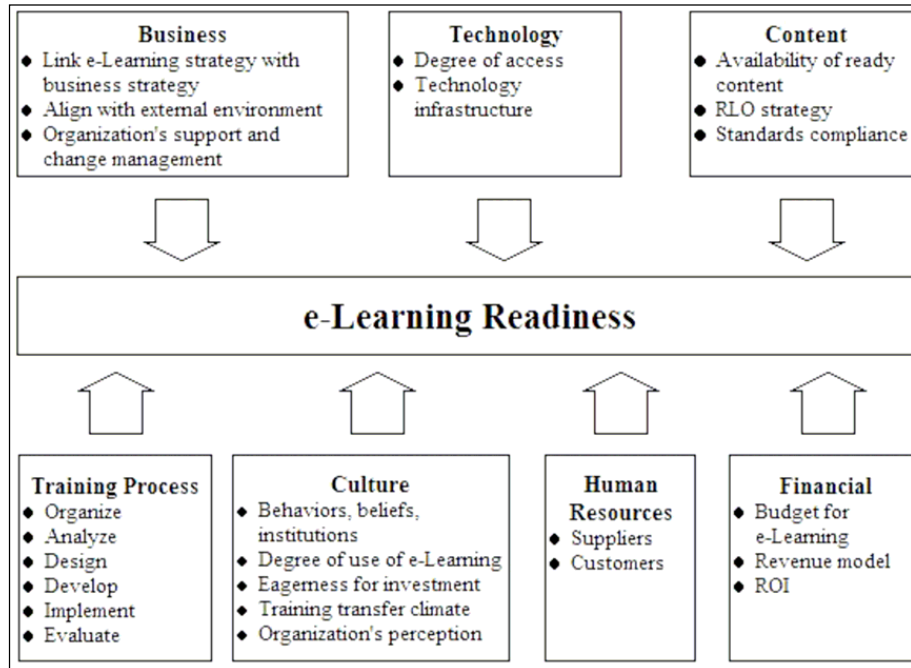 Business
◆ Link e-Learning strategy with
business strategy
◆ Align with external environment
◆ Organization's support and
change management
Technology
◆ Degree of access
◆ Technology
infrastructure
Content
◆ Availability of ready
content
◆ RLO strategy
◆ Standards compliance
e-Learning Readiness
Training Process
◆ Organize
◆ Analyze
◆ Design
◆ Develop
◆ Implement
◆ Evaluate
Culture
◆ Behaviors, beliefs,
institutions
◆ Degree of use of e-Learning
◆ Eagerness for investment
◆ Training transfer climate
◆ Organization's perception
Human
Resources
◆ Suppliers
◆ Customers
Financial
◆ Budget for
e-Learning
◆ Revenue model
◆ ROI